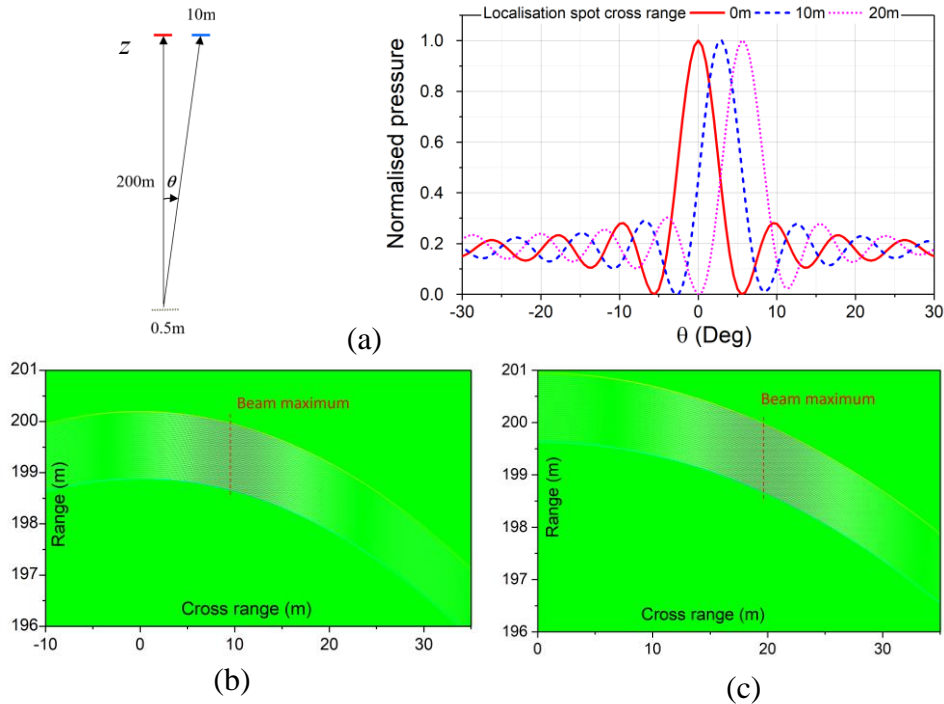 10m
z
200m
θ
0.5m
(a)
Localisation spot cross range 0m 10m 20m
Normalised pressure
1.0
0.8
0.6
0.4
0.2
0.0
-30 -20 -10 0 10 20 30
θ (Deg)
201
200
199
198
197
196
Range (m)
Beam maximum
Cross range (m)
-10 0 10 20 30
(b)
201
200
199
198
197
196
Range (m)
Beam maximum
Cross range (m)
0 10 20 30
(c)